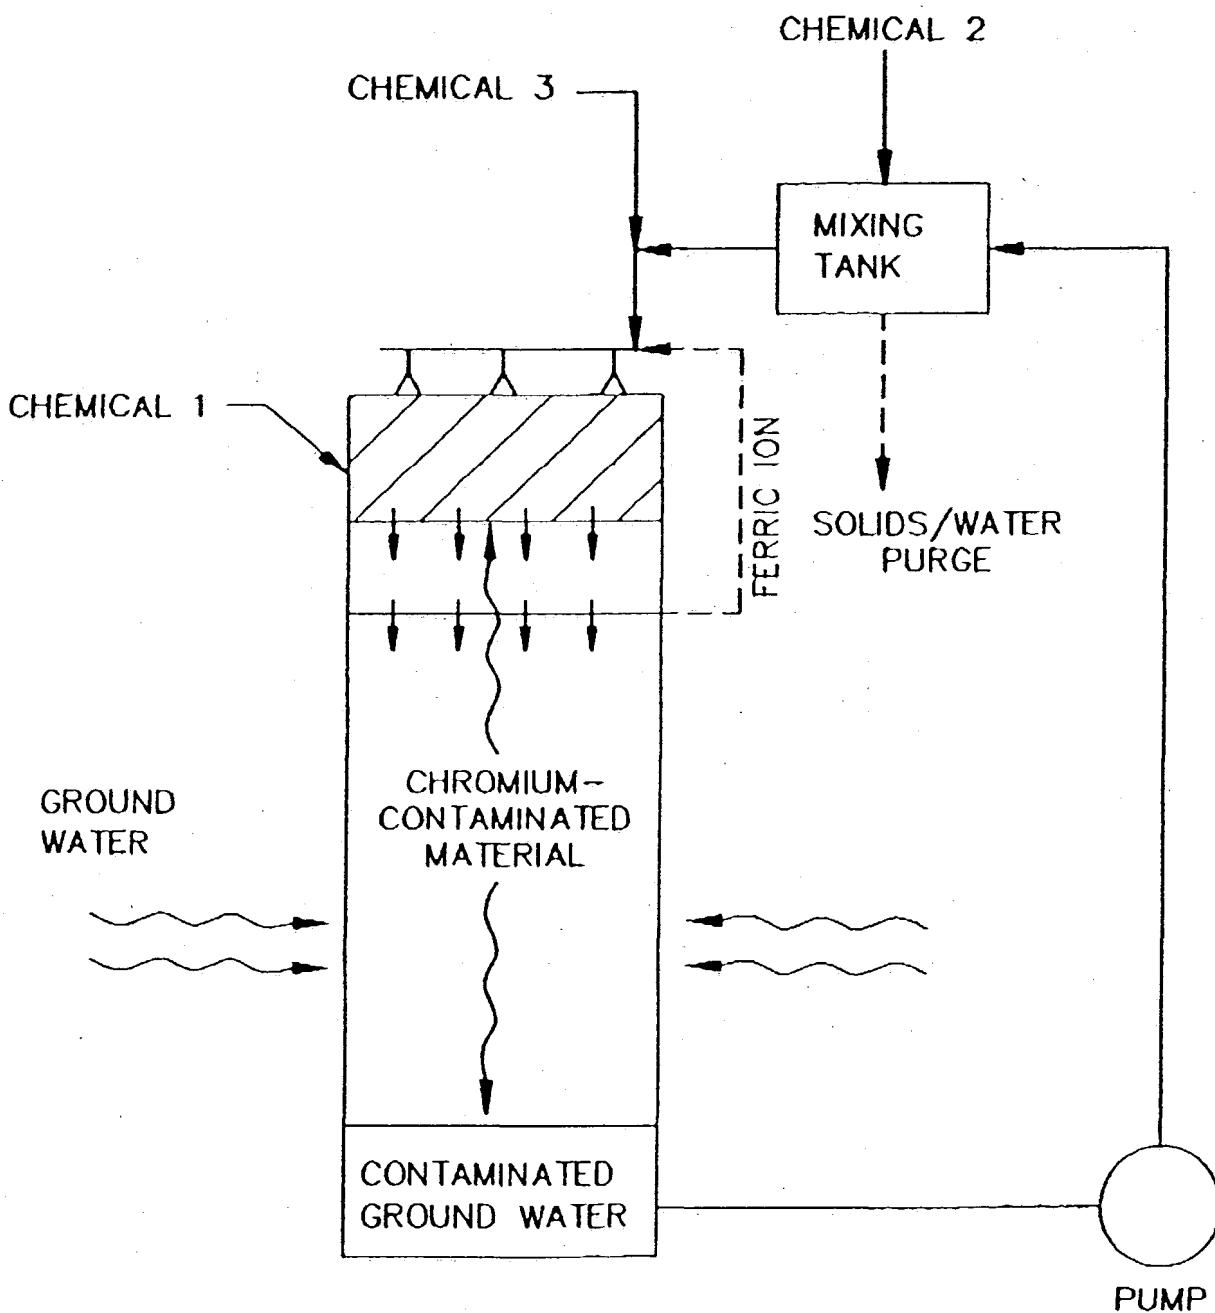 CHEMICAL 2
CHEMICAL 3
MIXING
TANK
CHEMICAL 1
FERRIC ION
SOLIDS/WATER
PURGE
CHROMIUM-
CONTAMINATED
MATERIAL
GROUND
WATER
CONTAMINATED
GROUND WATER
PUMP